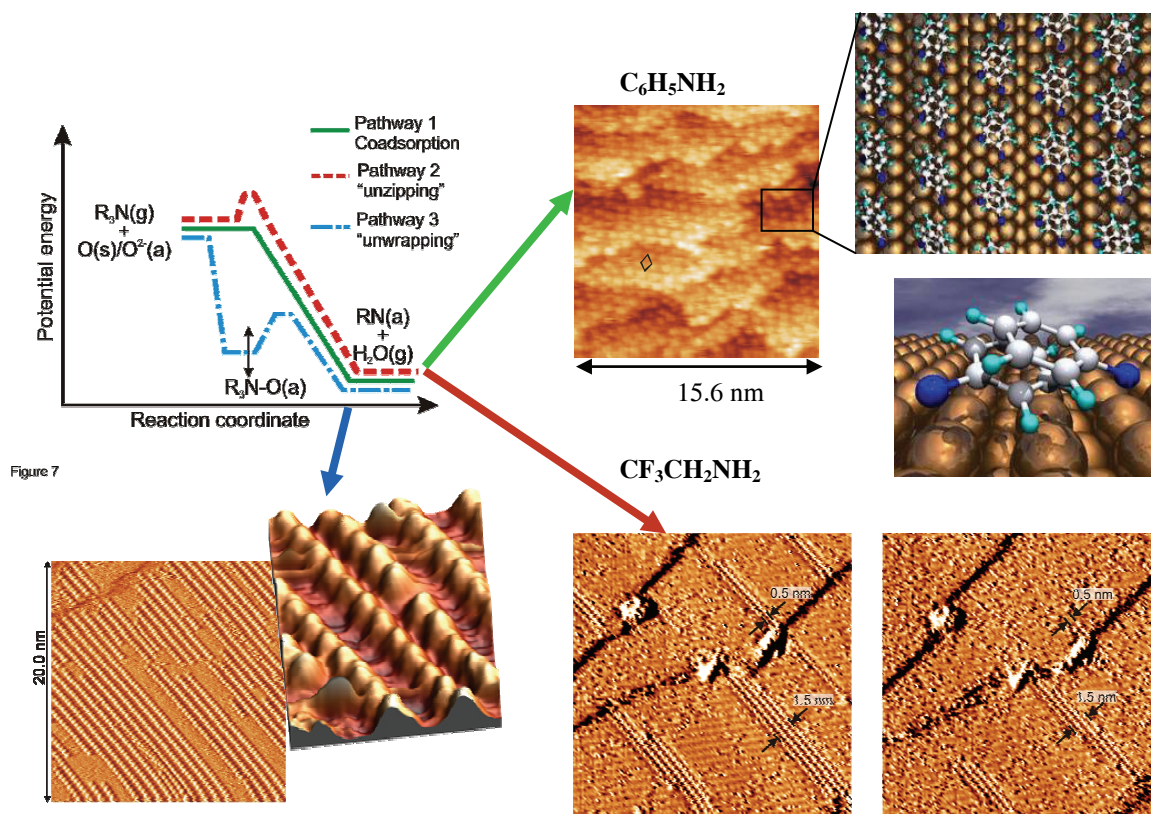 C₆H₅NH₂
Pathway 1
Coadsorption
Pathway 2
"unzipping"
Pathway 3
"unwrapping"
Potential energy
R₃N(g)
+
O(s)/O²⁻(a)
RN(a)
+
H₂O(g)
R₃N-O(a)
Reaction coordinate
15.6 nm
Figure 7
CF₃CH₂NH₂
20.0 nm
0.5 nm
1.5 nm
0.5 nm
1.5 nm